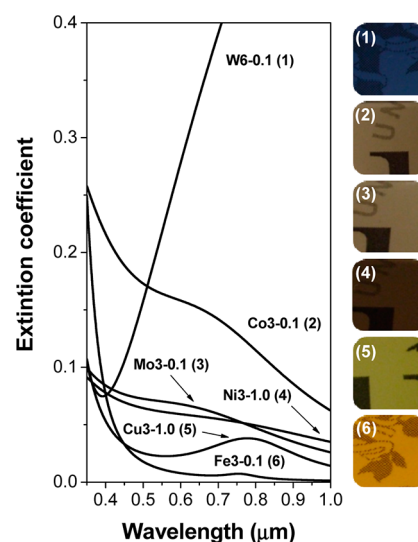 0.4
0.3
0.2
0.1
0.0
Extintion coefficient
W6-0.1 (1)
Co3-0.1 (2)
Mo3-0.1 (3)
Ni3-1.0 (4)
Cu3-1.0 (5)
Fe3-0.1 (6)
0.4 0.5 0.6 0.7 0.8 0.9 1.0
Wavelength (μm)
(1)
(2)
(3)
(4)
(5)
(6)